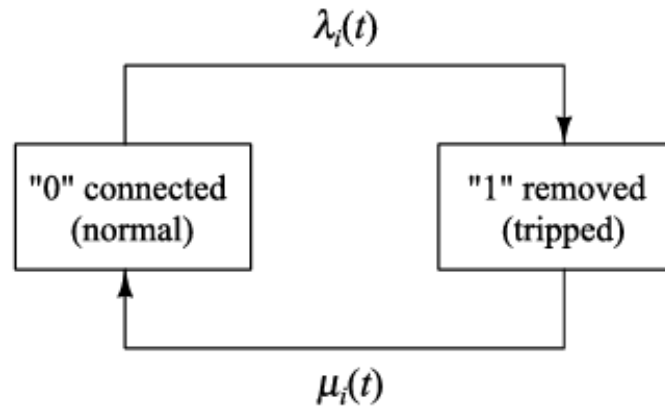 λᵢ(t)
"0" connected
(normal)
"1" removed
(tripped)
μᵢ(t)